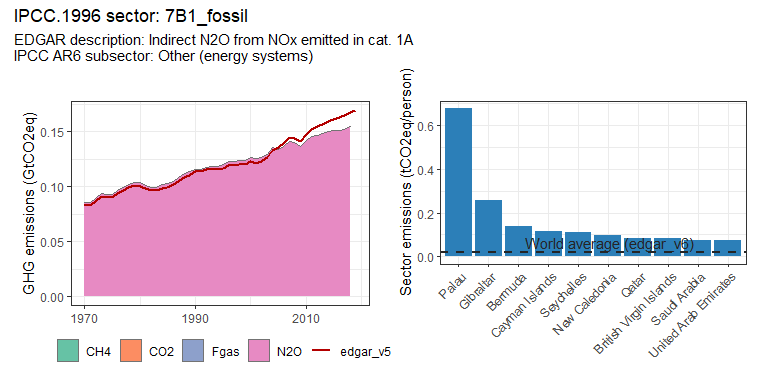 IPCC.1996 sector: 7B1_fossil
EDGAR description: Indirect N2O from NOx emitted in cat. 1A
IPCC AR6 subsector: Other (energy systems)
GHG emissions (GtCO2eq)
0.15
0.10
0.05
0.00
1970
1990
2010
CH4
CO2
Fgas
N2O
edgar_v5
Sector emissions (tCO2eq/person)
0.6
0.4
0.2
0.0
World average (edgar_v6)
Palau
Gibraltar
Bermuda
Cayman Islands
Seychelles
New Caledonia
Qatar
British Virgin Islands
Saudi Arabia
United Arab Emirates